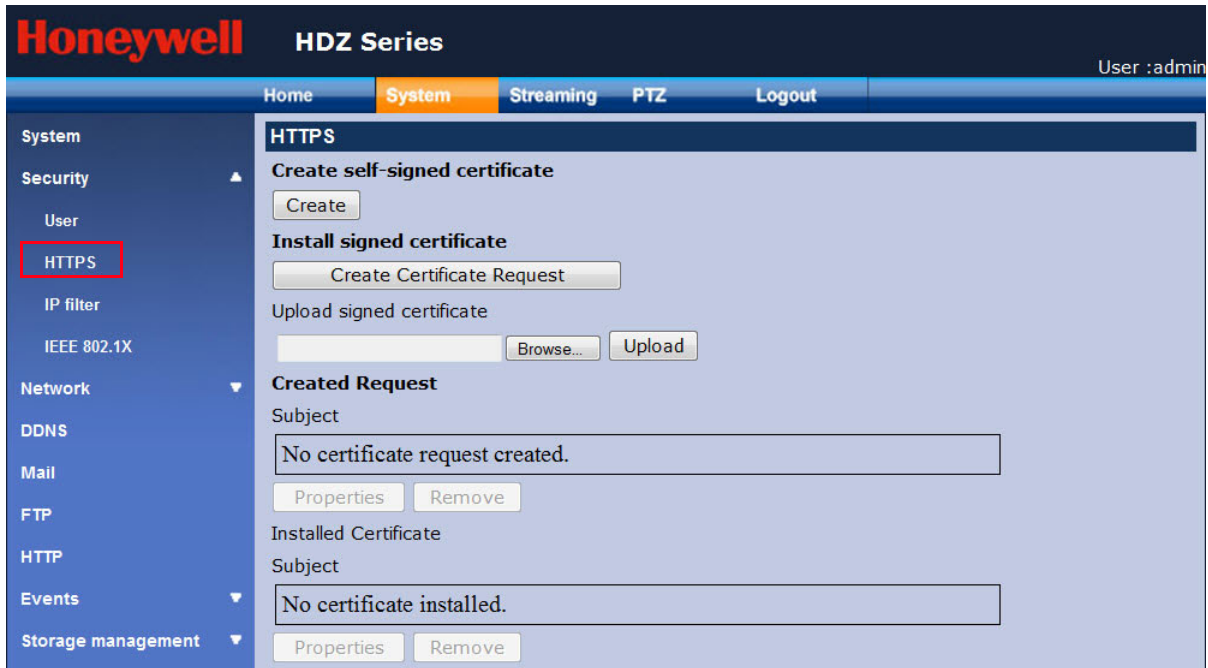 Honeywell
HDZ Series
User :admin
Home System Streaming PTZ Logout
System
Security
User
HTTPS
IP filter
IEEE 802.1X
Network
DDNS
Mail
FTP
HTTP
Events
Storage management
HTTPS
Create self-signed certificate
Create
Install signed certificate
Create Certificate Request
Upload signed certificate
Browse... Upload
Created Request
Subject
No certificate request created.
Properties Remove
Installed Certificate
Subject
No certificate installed.
Properties Remove